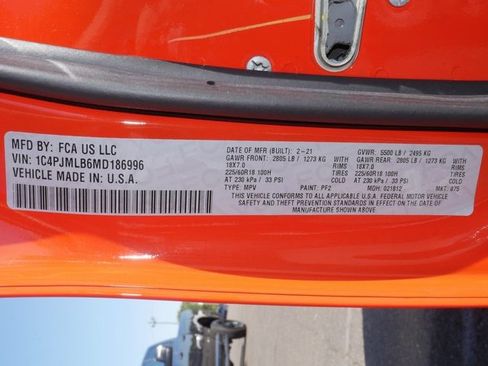 MFD BY: FCA US LLC
VIN: 1C4PJMLB6MD186996
VEHICLE MADE IN: U.S.A.
DATE OF MFR (BUILT): 2-21 GVWR: 5500 LB / 2495 KG
GAWR FRONT: 2805 LB / 1273 KG GAWR REAR: 2805 LB / 1273 KG
18X7.0 RIMS 18X7.0 RIMS
225/60R18 100H TIRES 225/60R18 100H TIRES
AT 230 kPa / 33 PSI COLD AT 230 kPa / 33 PSI COLD
TYPE: MPV PAINT: PF2 MDH: 021812 MKT: 875
THIS VEHICLE CONFORMS TO ALL APPLICABLE U.S.A. FEDERAL MOTOR VEHICLE
SAFETY AND THEFT PREVENTION STANDARDS IN EFFECT ON THE DATE OF
MANUFACTURE SHOWN ABOVE